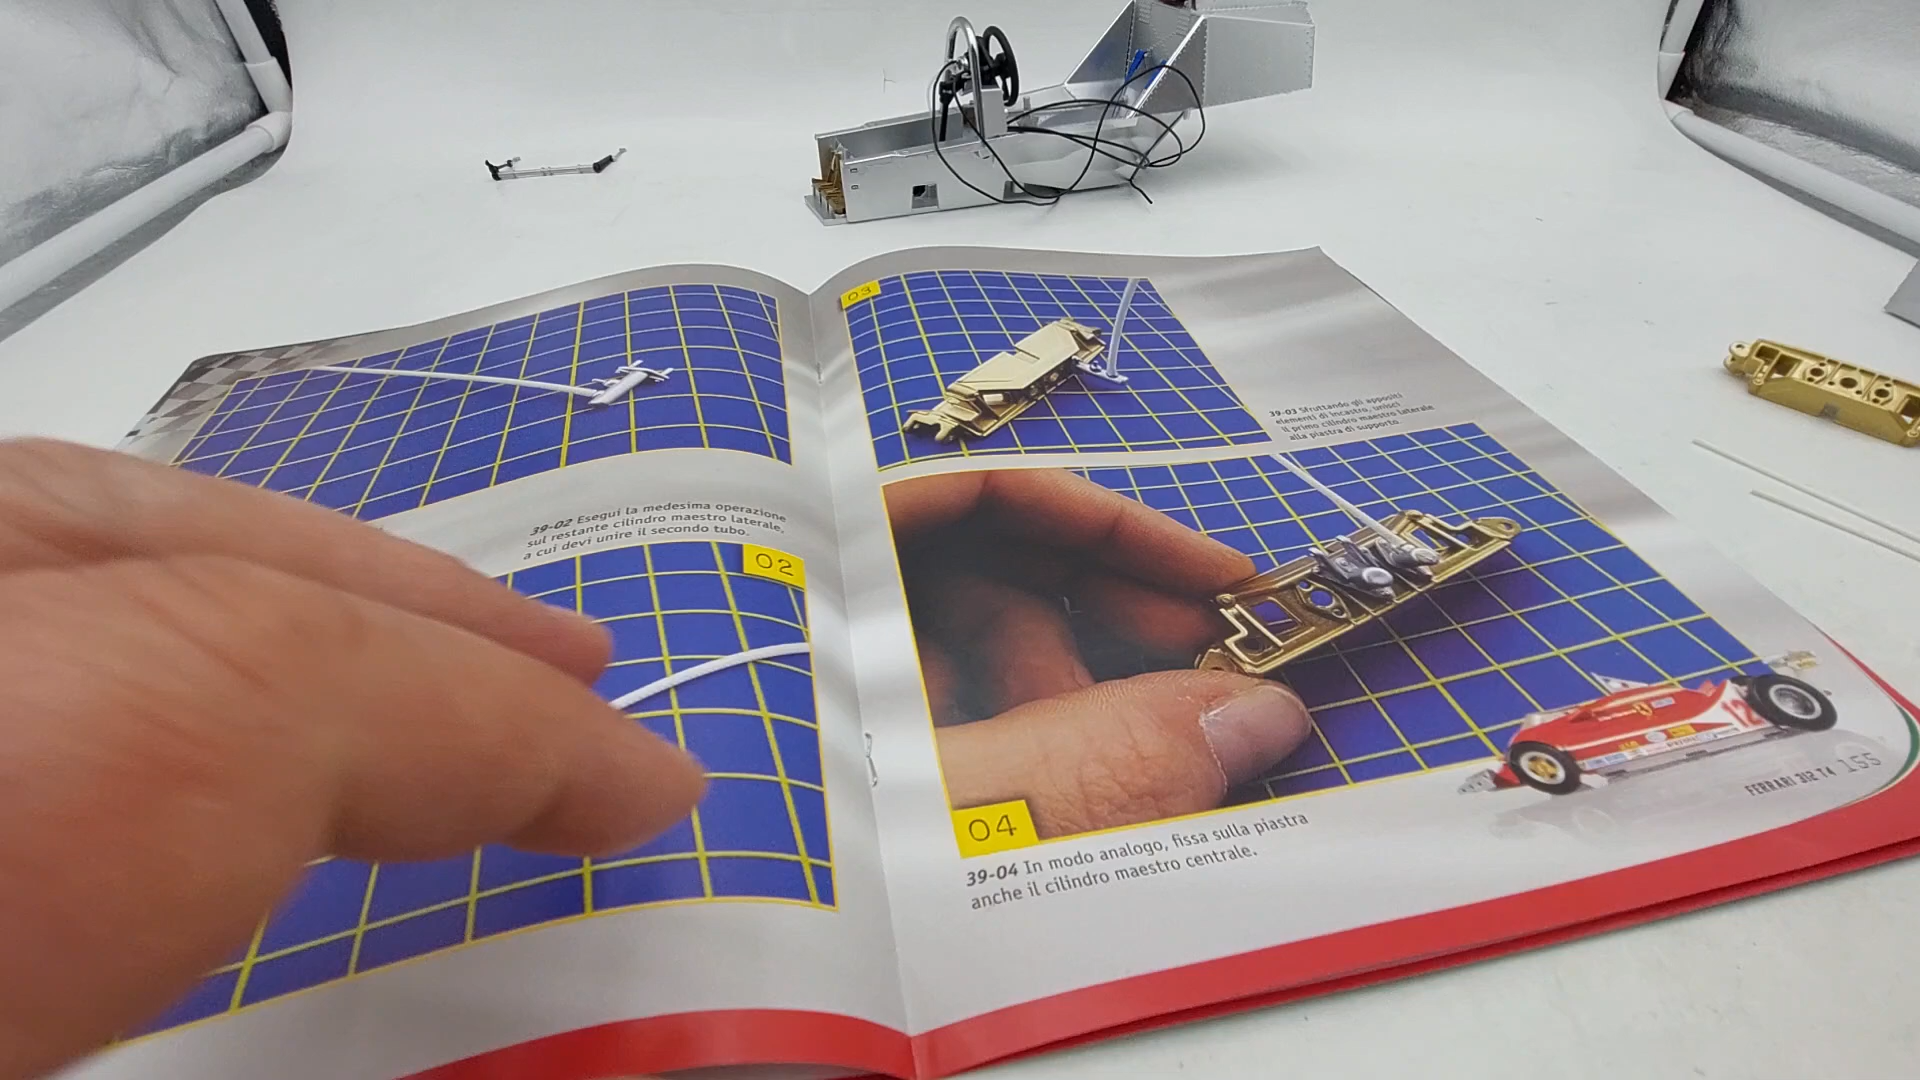 39-02 Esegui la medesima operazione
sul restante cilindro maestro laterale,
a cui devi unire il secondo tubo.
02
03
39-03 Sfruttando gli appositi
elementi di incastro, unisci
il primo cilindro maestro laterale
alla piastra di supporto.
04
39-04 In modo analogo, fissa sulla piastra
anche il cilindro maestro centrale.
12
FERRARI 312 T4 155